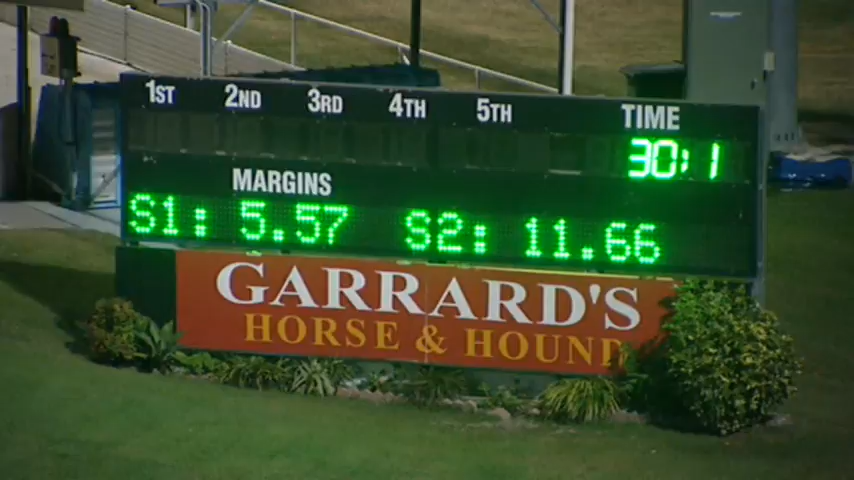 1ST 2ND 3RD 4TH 5TH TIME
30:1
MARGINS
S1: 5.57 S2: 11.66
GARRARD'S
HORSE & HOUND